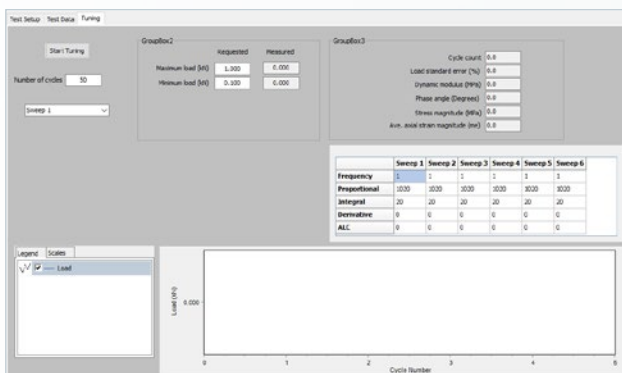 Test Setup Test Data Tuning
Start Tuning
Number of cycles 50
Sweep 1
GroupBox2
Requested Measured
Maximum load (kN) 1.000 0.000
Minimum load (kN) 0.100 0.000
GroupBox3
Cycle count 0.0
Load standard error (%) 0.0
Dynamic modulus (MPa) 0.0
Phase angle (Degrees) 0.0
Stress magnitude (MPa) 0.0
Ave. axial strain magnitude (me) 0.0
Sweep 1 Sweep 2 Sweep 3 Sweep 4 Sweep 5 Sweep 6
Frequency 1 1 1 1 1 1
Proportional 1000 1000 1000 1000 1000 1000
Integral 20 20 20 20 20 20
Derivative 0 0 0 0 0 0
ALC 0 0 0 0 0 0
Legend Scales
Load
Load (kN)
0.000
0 1 2 3 4 5
Cycle Number